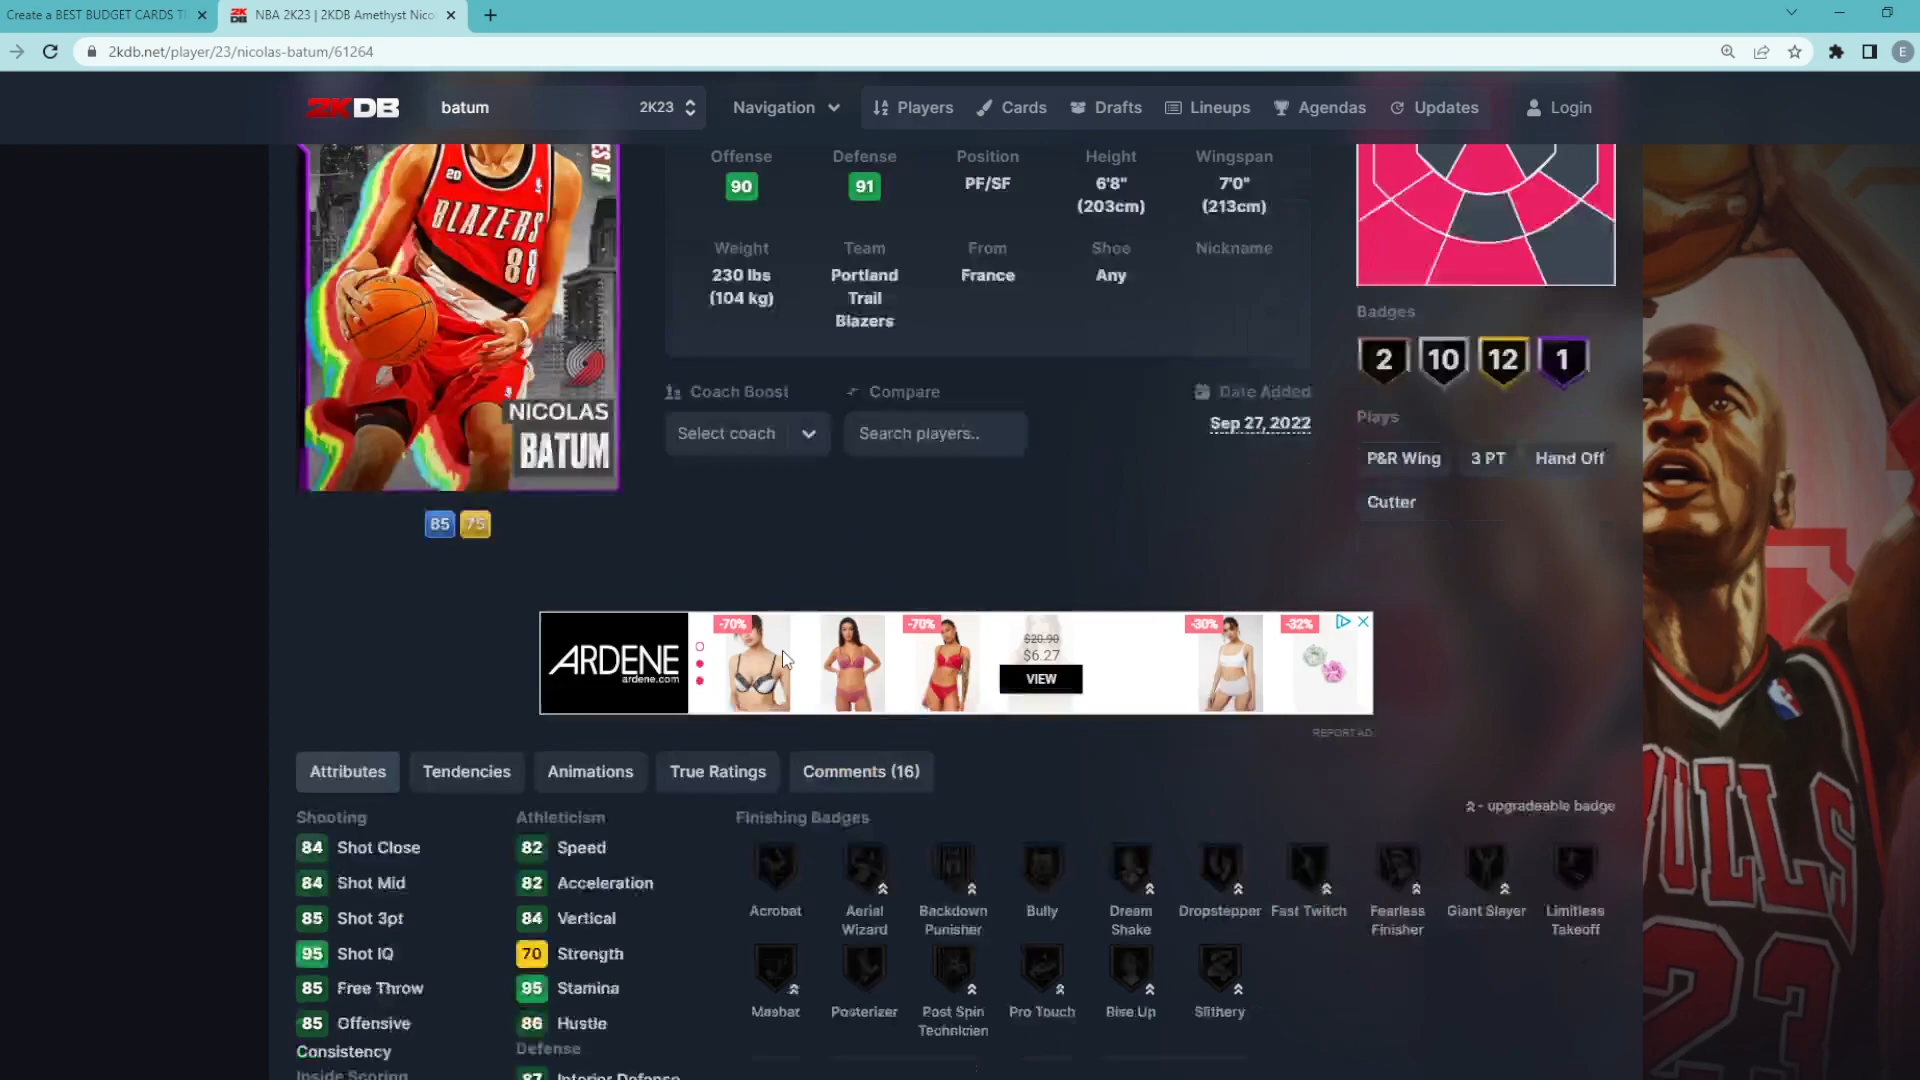 Create a BEST BUDGET CARDS T
NBA 2K23 | 2KDB Amethyst Nico
2kdb.net/player/23/nicolas-batum/61264
E
2KDB
batum
2K23
Navigation
Players
Cards
Drafts
Lineups
Agendas
Updates
Login
20
BLAZERS
88
NICOLAS
BATUM
85 75
Offense
90
Defense
91
Position
PF/SF
Height
6'8"
(203cm)
Wingspan
7'0"
(213cm)
Weight
230 lbs
(104 kg)
Team
Portland
Trail
Blazers
From
France
Shoe
Any
Nickname
Coach Boost
Select coach
Compare
Search players..
Date Added
Sep 27, 2022
Badges
2 10 12 1
Plays
P&R Wing
3 PT
Hand Off
Cutter
ARDENE
ardene.com
-70%
-70%
$20.90
$6.27
VIEW
-30%
-32%
REPORT AD
Attributes
Tendencies
Animations
True Ratings
Comments (16)
- upgradeable badge
Shooting
84 Shot Close
84 Shot Mid
85 Shot 3pt
95 Shot IQ
85 Free Throw
85 Offensive
Consistency
Inside Scoring
Athleticism
82 Speed
82 Acceleration
84 Vertical
70 Strength
95 Stamina
86 Hustle
Defense
87 Interior Defense
Finishing Badges
Acrobat
Aerial
Wizard
Backdown
Punisher
Bully
Dream
Shake
Dropstepper
Fast Twitch
Fearless
Finisher
Giant Slayer
Limitless
Takeoff
Masher
Posterizer
Post Spin
Technician
Pro Touch
Rise Up
Slithery
BULLS
23